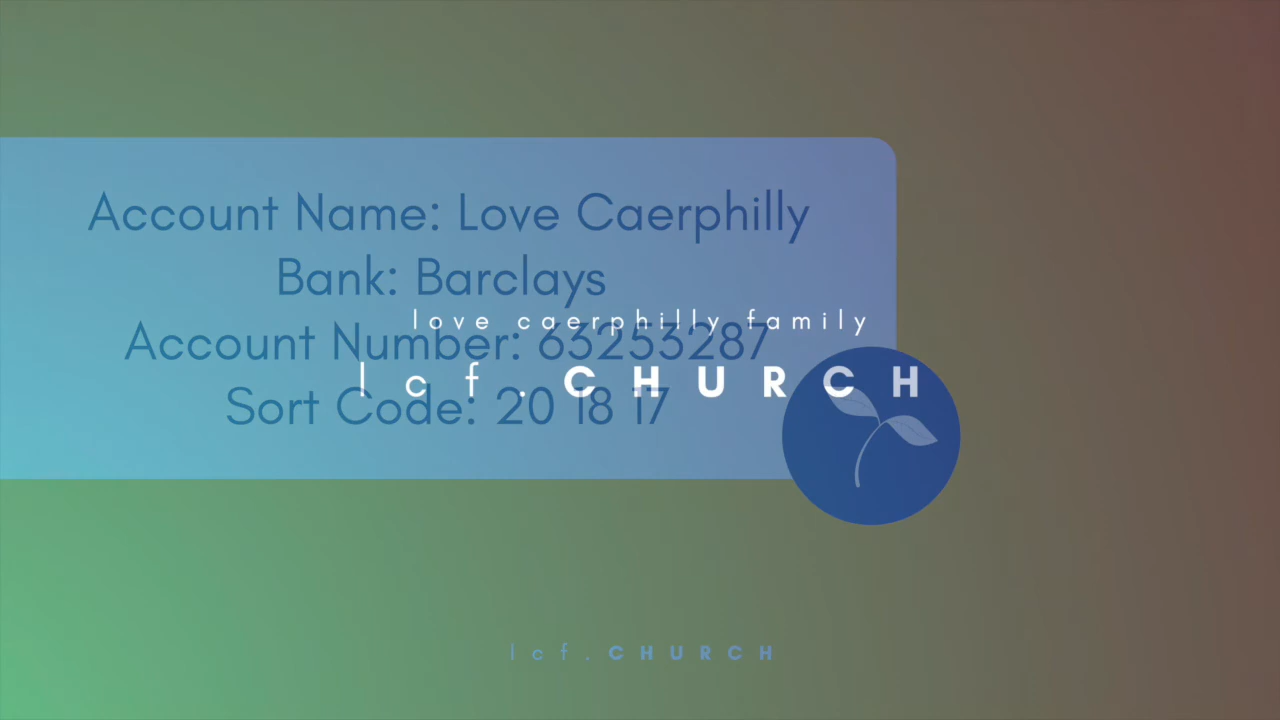 Account Name: Love Caerphilly
Bank: Barclays
love caerphilly family
Account Number: 63253287
lcf.CHURCH
Sort Code: 20 18 17
lcf.CHURCH